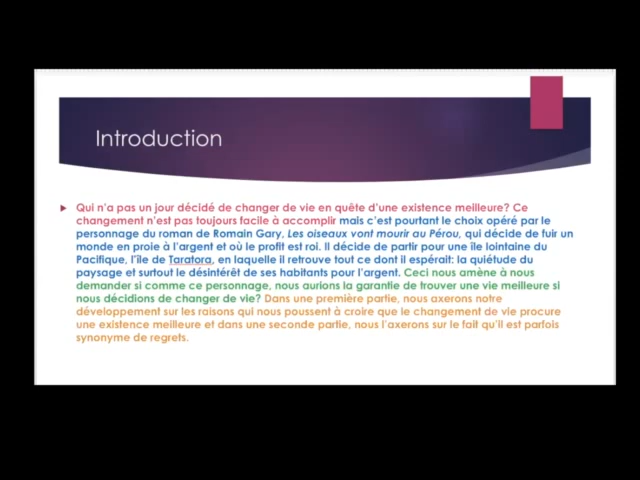 Introduction
Qui n'a pas un jour décidé de changer de vie en quête d'une existence meilleure? Ce
changement n'est pas toujours facile à accomplir mais c'est pourtant le choix opéré par le
personnage du roman de Romain Gary, Les oiseaux vont mourir au Pérou, qui décide de fuir un
monde en proie à l'argent et où le profit est roi. Il décide de partir pour une île lointaine du
Pacifique, l'île de Taratora, en laquelle il retrouve tout ce dont il espérait: la quiétude du
paysage et surtout le désintérêt de ses habitants pour l'argent. Ceci nous amène à nous
demander si comme ce personnage, nous aurions la garantie de trouver une vie meilleure si
nous décidions de changer de vie? Dans une première partie, nous axerons notre
développement sur les raisons qui nous poussent à croire que le changement de vie procure
une existence meilleure et dans une seconde partie, nous l'axerons sur le fait qu'il est parfois
synonyme de regrets.